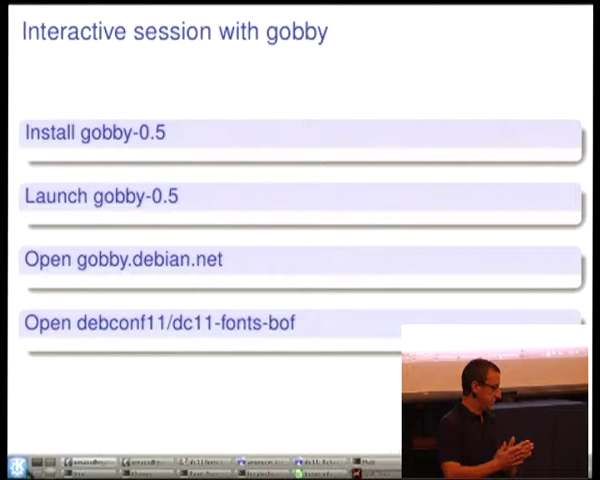 Interactive session with gobby
Install gobby-0.5
Launch gobby-0.5
Open gobby.debian.net
Open debconf11/dc11-fonts-bof